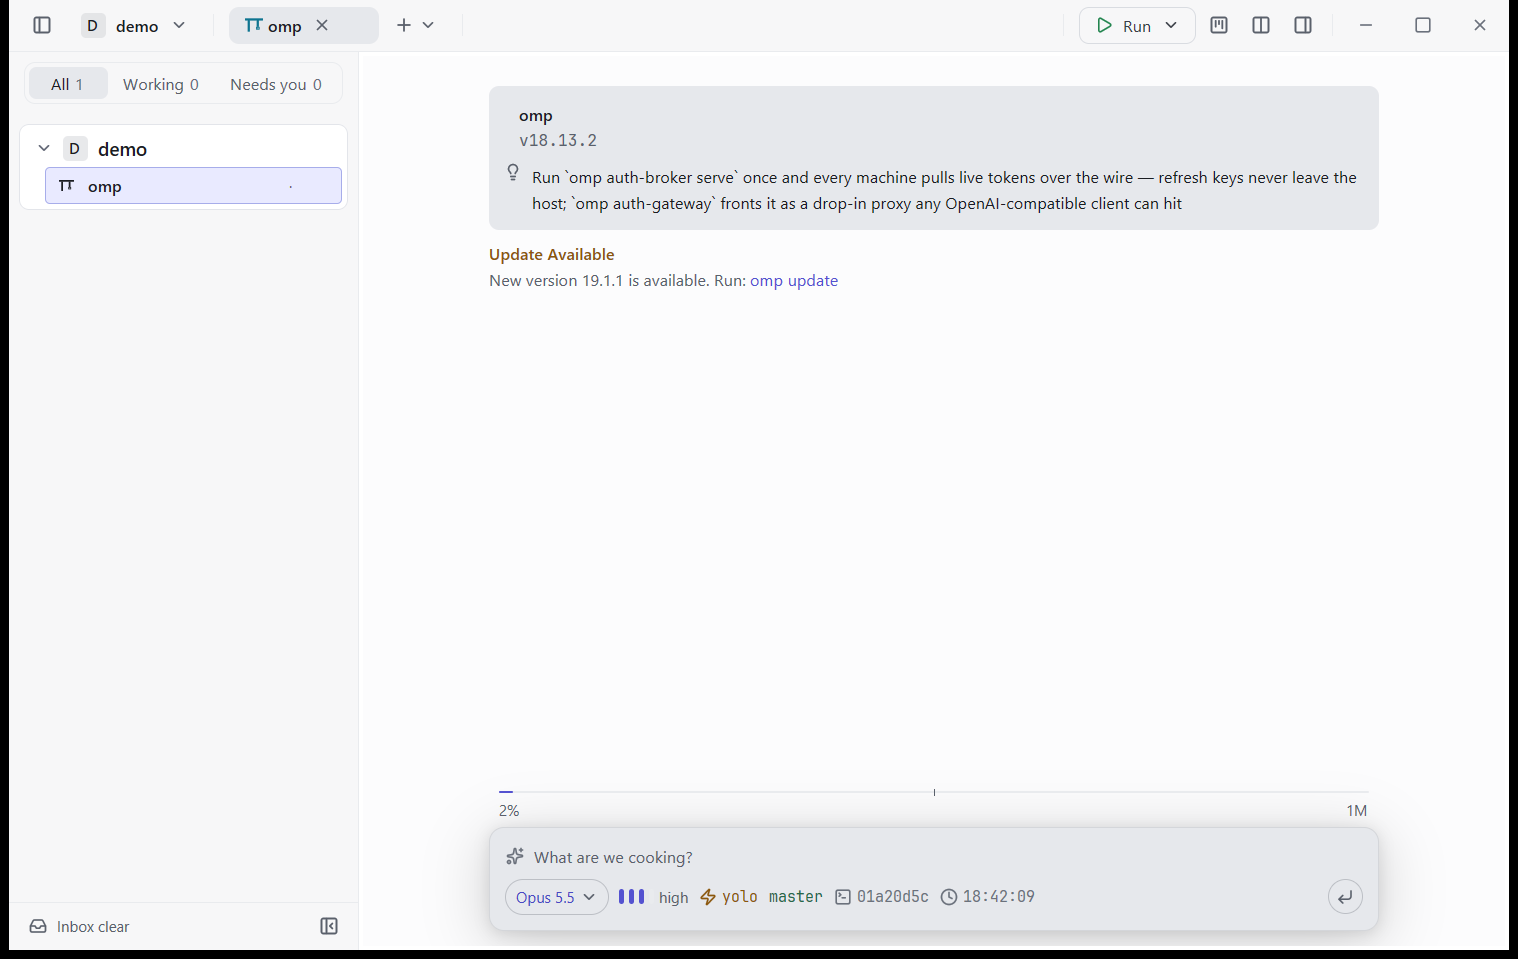 D demo
omp
Run
All 1
Working 0
Needs you 0
D demo
omp
omp
v18.13.2
Run `omp auth-broker serve` once and every machine pulls live tokens over the wire — refresh keys never leave the
host; `omp auth-gateway` fronts it as a drop-in proxy any OpenAI-compatible client can hit
Update Available
New version 19.1.1 is available. Run: omp update
2%
1M
What are we cooking?
Opus 5.5 high yolo master 01a20d5c 18:42:09
Inbox clear